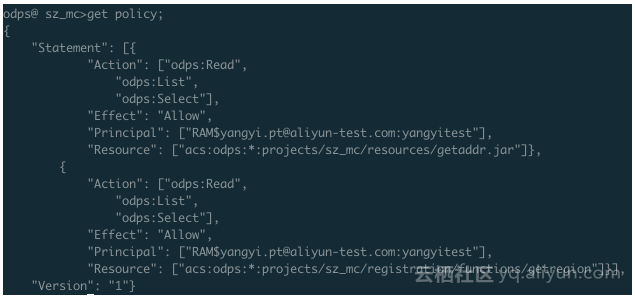 odps@ sz_mc>get policy;
{
    "Statement": [{
            "Action": ["odps:Read",
                "odps:List",
                "odps:Select"],
            "Effect": "Allow",
            "Principal": ["RAM$yangyi.pt@aliyun-test.com:yangyitest"],
            "Resource": ["acs:odps:*:projects/sz_mc/resources/getaddr.jar"]},
        {
            "Action": ["odps:Read",
                "odps:List",
                "odps:Select"],
            "Effect": "Allow",
            "Principal": ["RAM$yangyi.pt@aliyun-test.com:yangyitest"],
            "Resource": ["acs:odps:*:projects/sz_mc/registration/functions/getregion"]}],
    "Version": "1"}
云栖社区 yq.aliyun.com